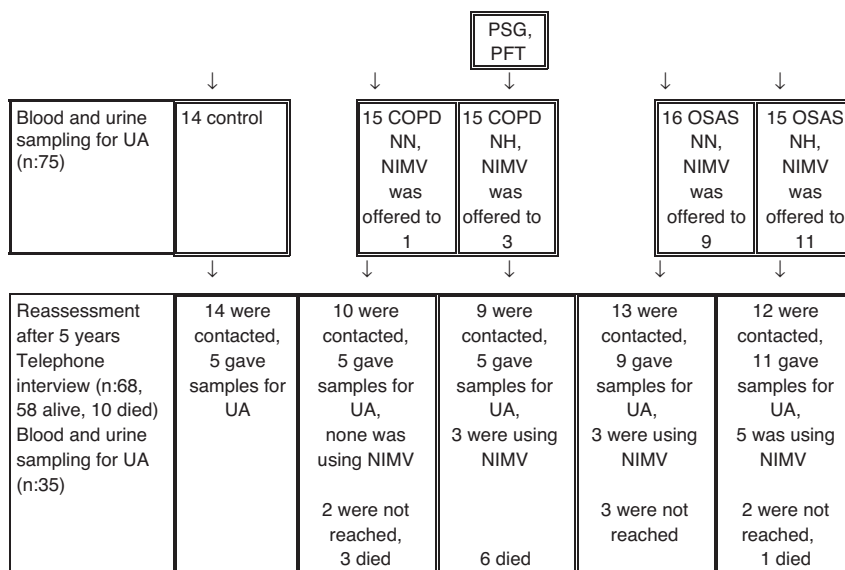 PSG,
PFT
↓ ↓ ↓ ↓ ↓
Blood and urine
sampling for UA
(n:75)
14 control
15 COPD
NN,
NIMV
was
offered to
1
15 COPD
NH,
NIMV
was
offered to
3
16 OSAS
NN,
NIMV
was
offered to
9
15 OSAS
NH,
NIMV
was
offered to
11
↓ ↓ ↓ ↓ ↓
Reassessment
after 5 years
Telephone
interview (n:68,
58 alive, 10 died)
Blood and urine
sampling for UA
(n:35)
14 were
contacted,
5 gave
samples for
UA
10 were
contacted,
5 gave
samples for
UA,
none was
using NIMV
2 were not
reached,
3 died
9 were
contacted,
5 gave
samples for
UA,
3 were using
NIMV
6 died
13 were
contacted,
9 gave
samples for
UA,
3 were using
NIMV
3 were not
reached
12 were
contacted,
11 gave
samples for
UA,
5 was using
NIMV
2 were not
reached,
1 died